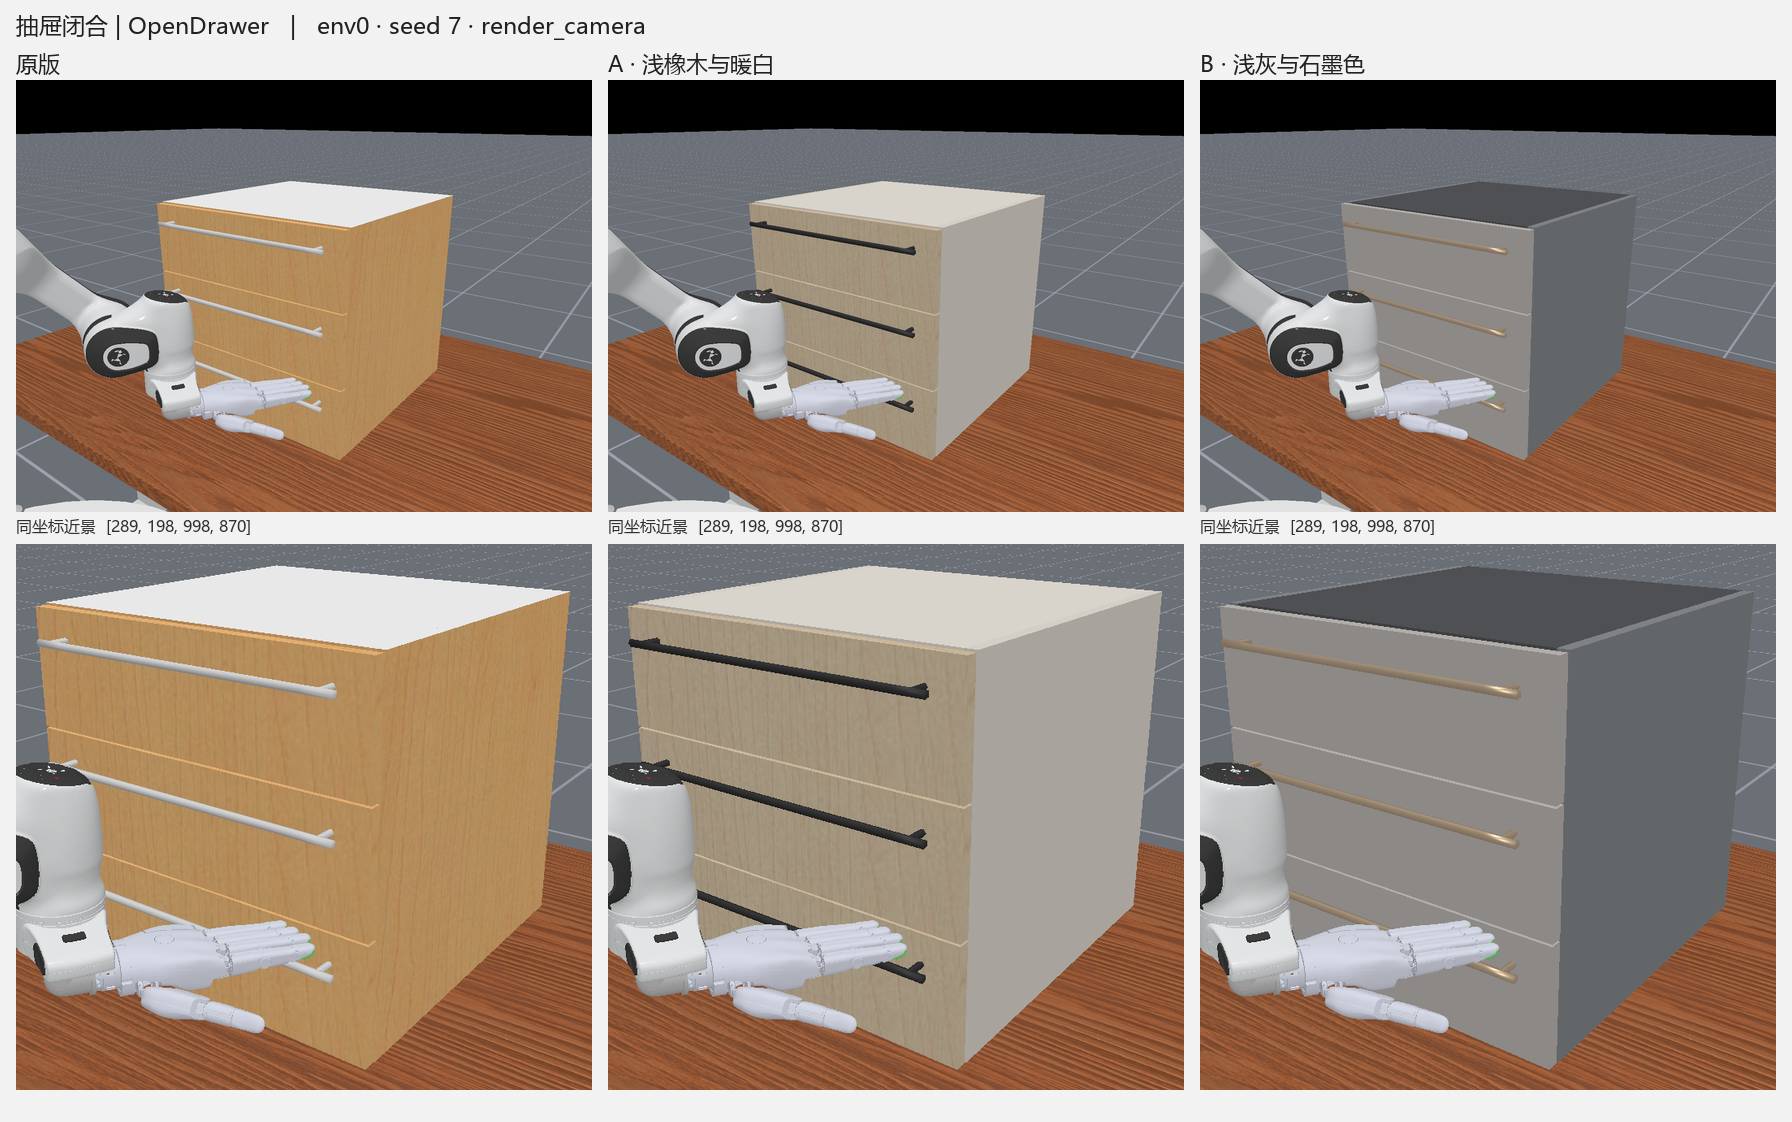 抽屉闭合 | OpenDrawer | env0 · seed 7 · render_camera
原版
A · 浅橡木与暖白
B · 浅灰与石墨色
同坐标近景 [289, 198, 998, 870]
同坐标近景 [289, 198, 998, 870]
同坐标近景 [289, 198, 998, 870]